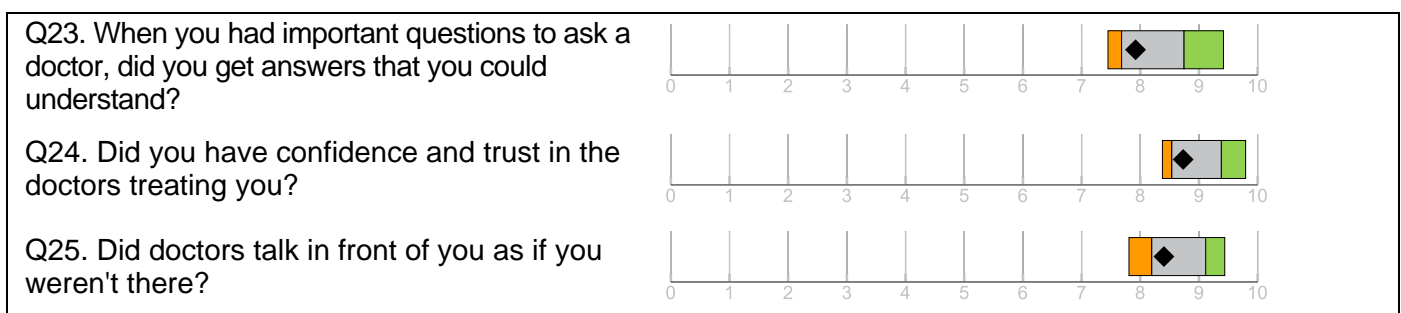 Q23. When you had important questions to ask a
doctor, did you get answers that you could
understand?
0 1 2 3 4 5 6 7 8 9 10
Q24. Did you have confidence and trust in the
doctors treating you?
0 1 2 3 4 5 6 7 8 9 10
Q25. Did doctors talk in front of you as if you
weren't there?
0 1 2 3 4 5 6 7 8 9 10